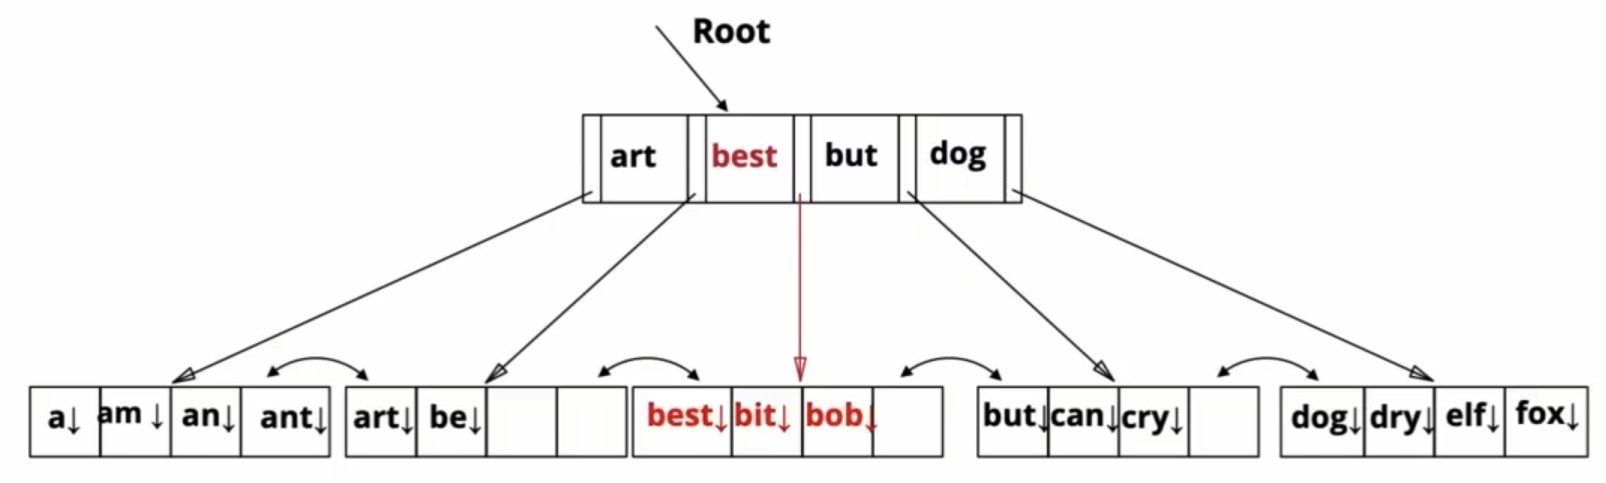 Root
art best but dog
a↓ am ↓ an↓ ant↓ art↓ be↓ best↓ bit↓ bob↓ but↓ can↓ cry↓ dog↓ dry↓ elf↓ fox↓